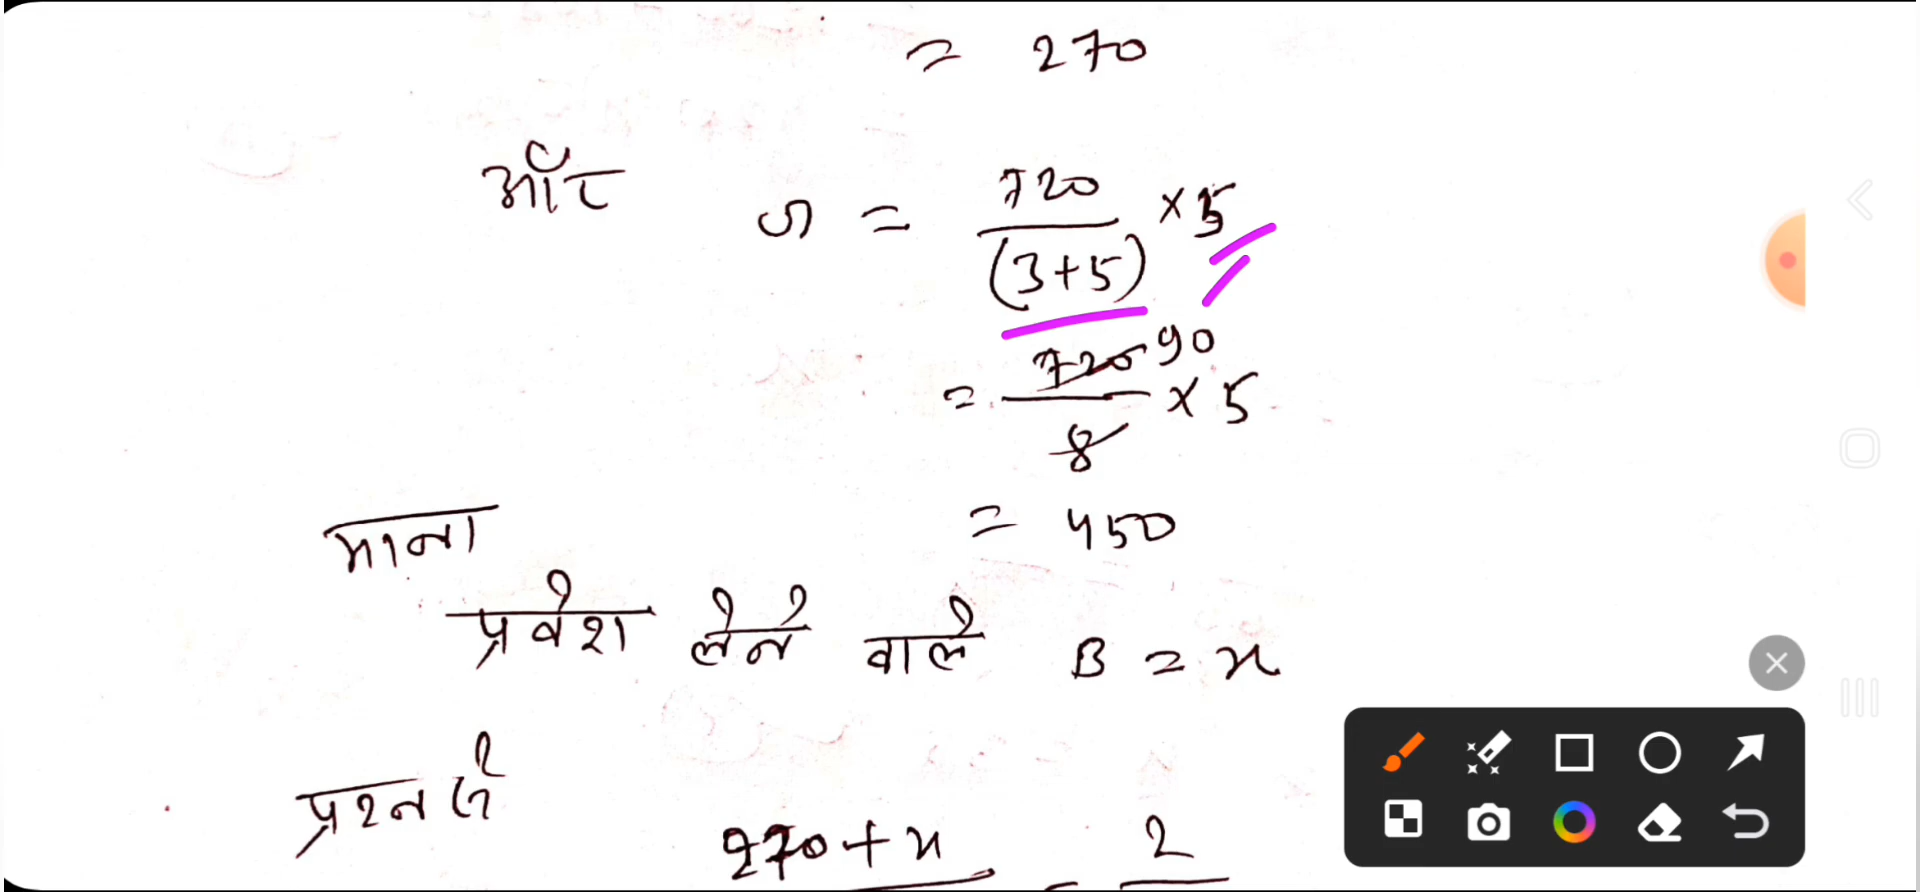 = 270
और ज = 720/(3+5) × 5
= 720/8 90 × 5
= 450
माना
प्रवेश लेने वाले B = x
प्रश्न से
270 + x = 2